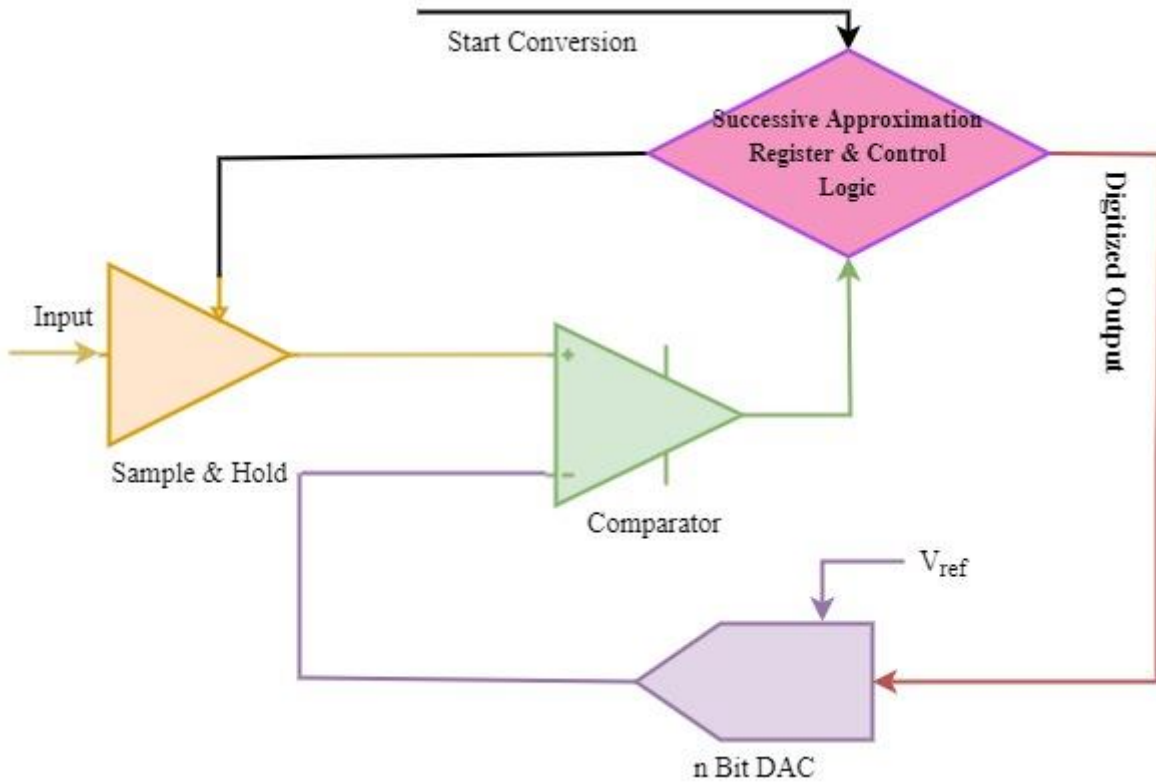 Start Conversion
Successive Approximation
Register & Control
Logic
Digitized Output
Input
+
Sample & Hold
-
Comparator
Vref
n Bit DAC